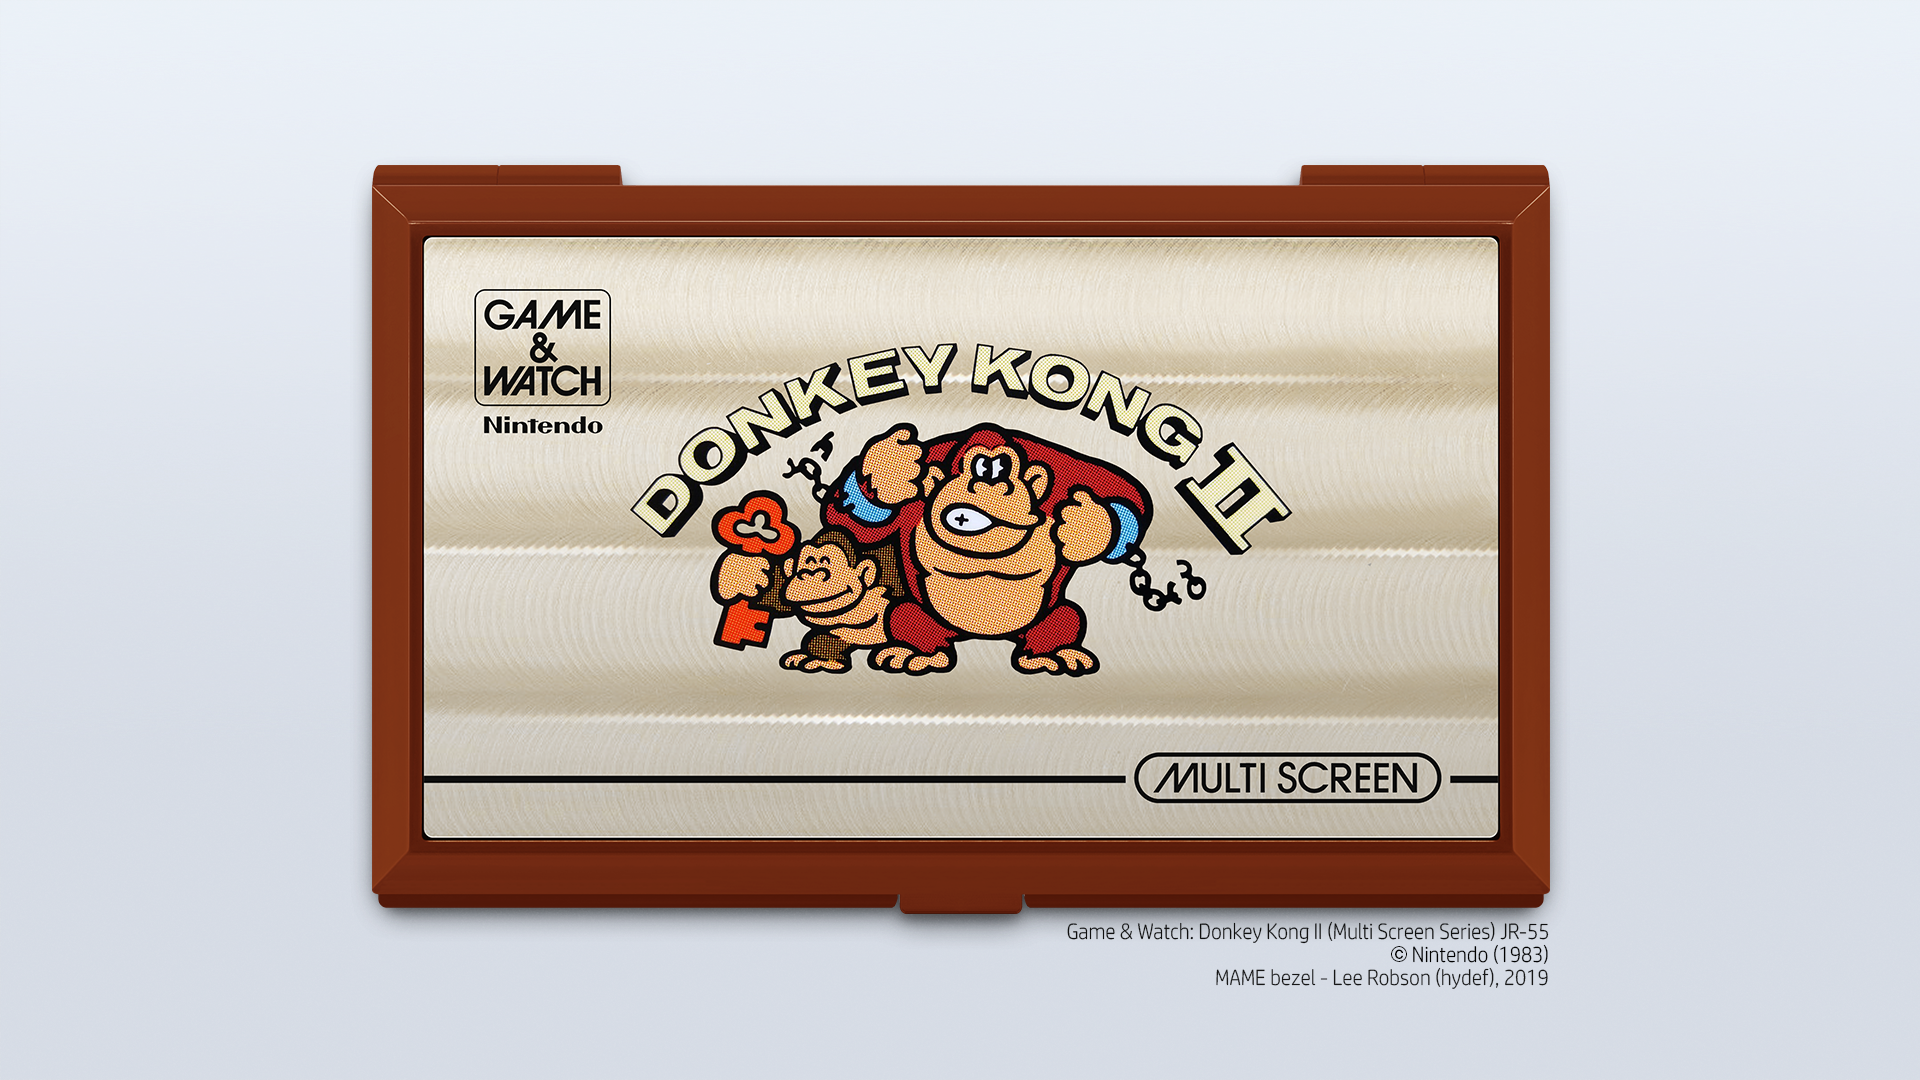 GAME
&
WATCH
Nintendo
DONKEY KONG II
MULTI SCREEN
Game & Watch: Donkey Kong II (Multi Screen Series) JR-55
© Nintendo (1983)
MAME bezel - Lee Robson (hydef), 2019